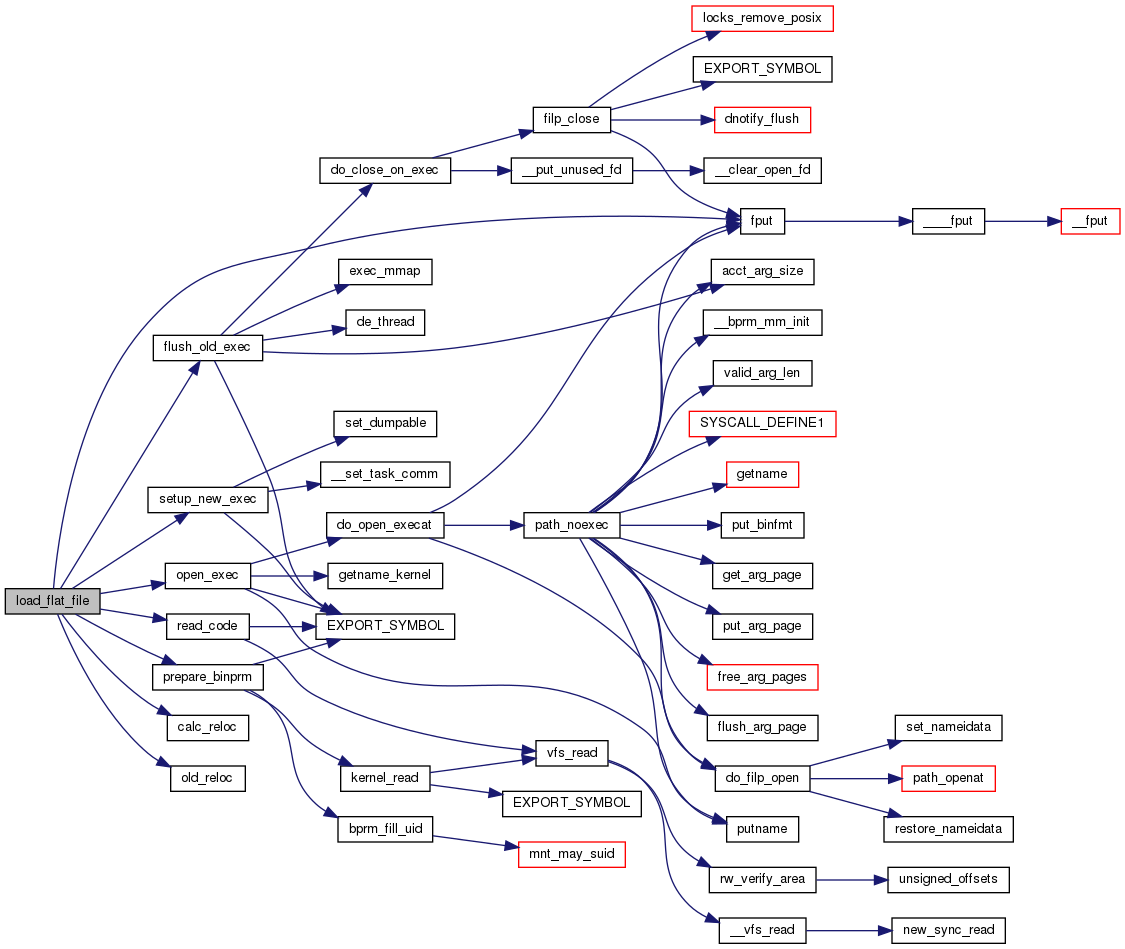 locks_remove_posix
EXPORT_SYMBOL
filp_close
dnotify_flush
do_close_on_exec
__put_unused_fd
__clear_open_fd
fput
____fput
__fput
exec_mmap
acct_arg_size
de_thread
__bprm_mm_init
flush_old_exec
valid_arg_len
set_dumpable
SYSCALL_DEFINE1
__set_task_comm
getname
setup_new_exec
do_open_execat
path_noexec
put_binfmt
open_exec
getname_kernel
get_arg_page
load_flat_file
read_code
EXPORT_SYMBOL
put_arg_page
prepare_binprm
free_arg_pages
calc_reloc
flush_arg_page
set_nameidata
vfs_read
old_reloc
kernel_read
do_filp_open
path_openat
EXPORT_SYMBOL
bprm_fill_uid
putname
restore_nameidata
mnt_may_suid
rw_verify_area
unsigned_offsets
__vfs_read
new_sync_read